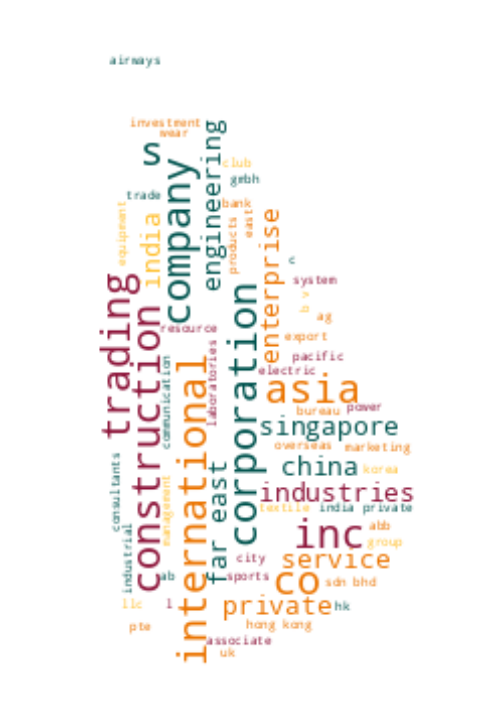 airways
investment
wear
s
engineering
company
club
gmbh
trade
bank
equipment
india
products
east
enterprise
c
system
trading
construction
corporation
b v
ag
resource
export
communication
laboratories
pacific
international
electric
asia
bureau
power
singapore
overseas
marketing
consultants
far east
china
korea
management
industries
textile
india private
industrial
inc
abb
group
city
service
ab
sports
co
sdn bhd
llc
l
private
hk
pte
hong kong
associate
uk